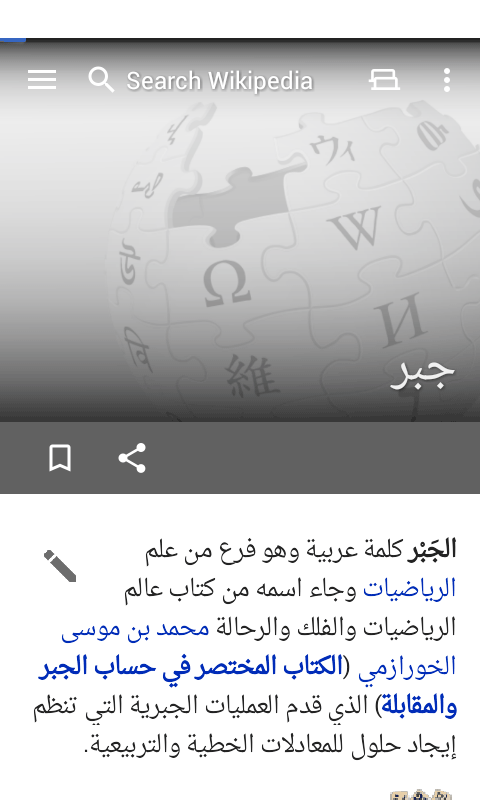 Search Wikipedia
ウィ
W
Ω
И
維
جبر
الجَبْر كلمة عربية وهو فرع من علم
الرياضيات وجاء اسمه من كتاب عالم
الرياضيات والفلك والرحالة محمد بن موسى
الخورازمي (الكتاب المختصر في حساب الجبر
والمقابلة) الذي قدم العمليات الجبرية التي تنظم
إيجاد حلول للمعادلات الخطية والتربيعية.